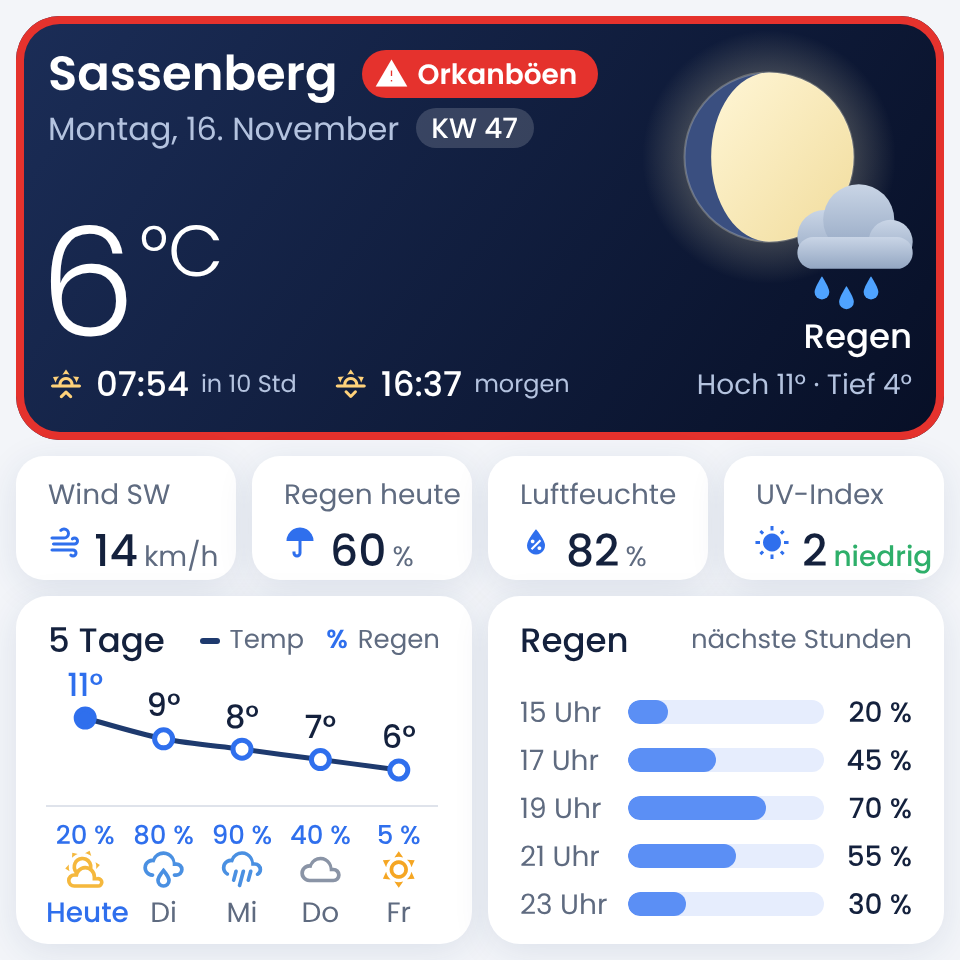 Sassenberg Orkanböen
Montag, 16. November KW 47
6 °C
Regen
07:54 in 10 Std 16:37 morgen Hoch 11° · Tief 4°
Wind SW
14 km/h
Regen heute
60 %
Luftfeuchte
82 %
UV-Index
2 niedrig
5 Tage Temp % Regen
11° 9° 8° 7° 6°
20 % 80 % 90 % 40 % 5 %
Heute Di Mi Do Fr
Regen nächste Stunden
15 Uhr 20 %
17 Uhr 45 %
19 Uhr 70 %
21 Uhr 55 %
23 Uhr 30 %